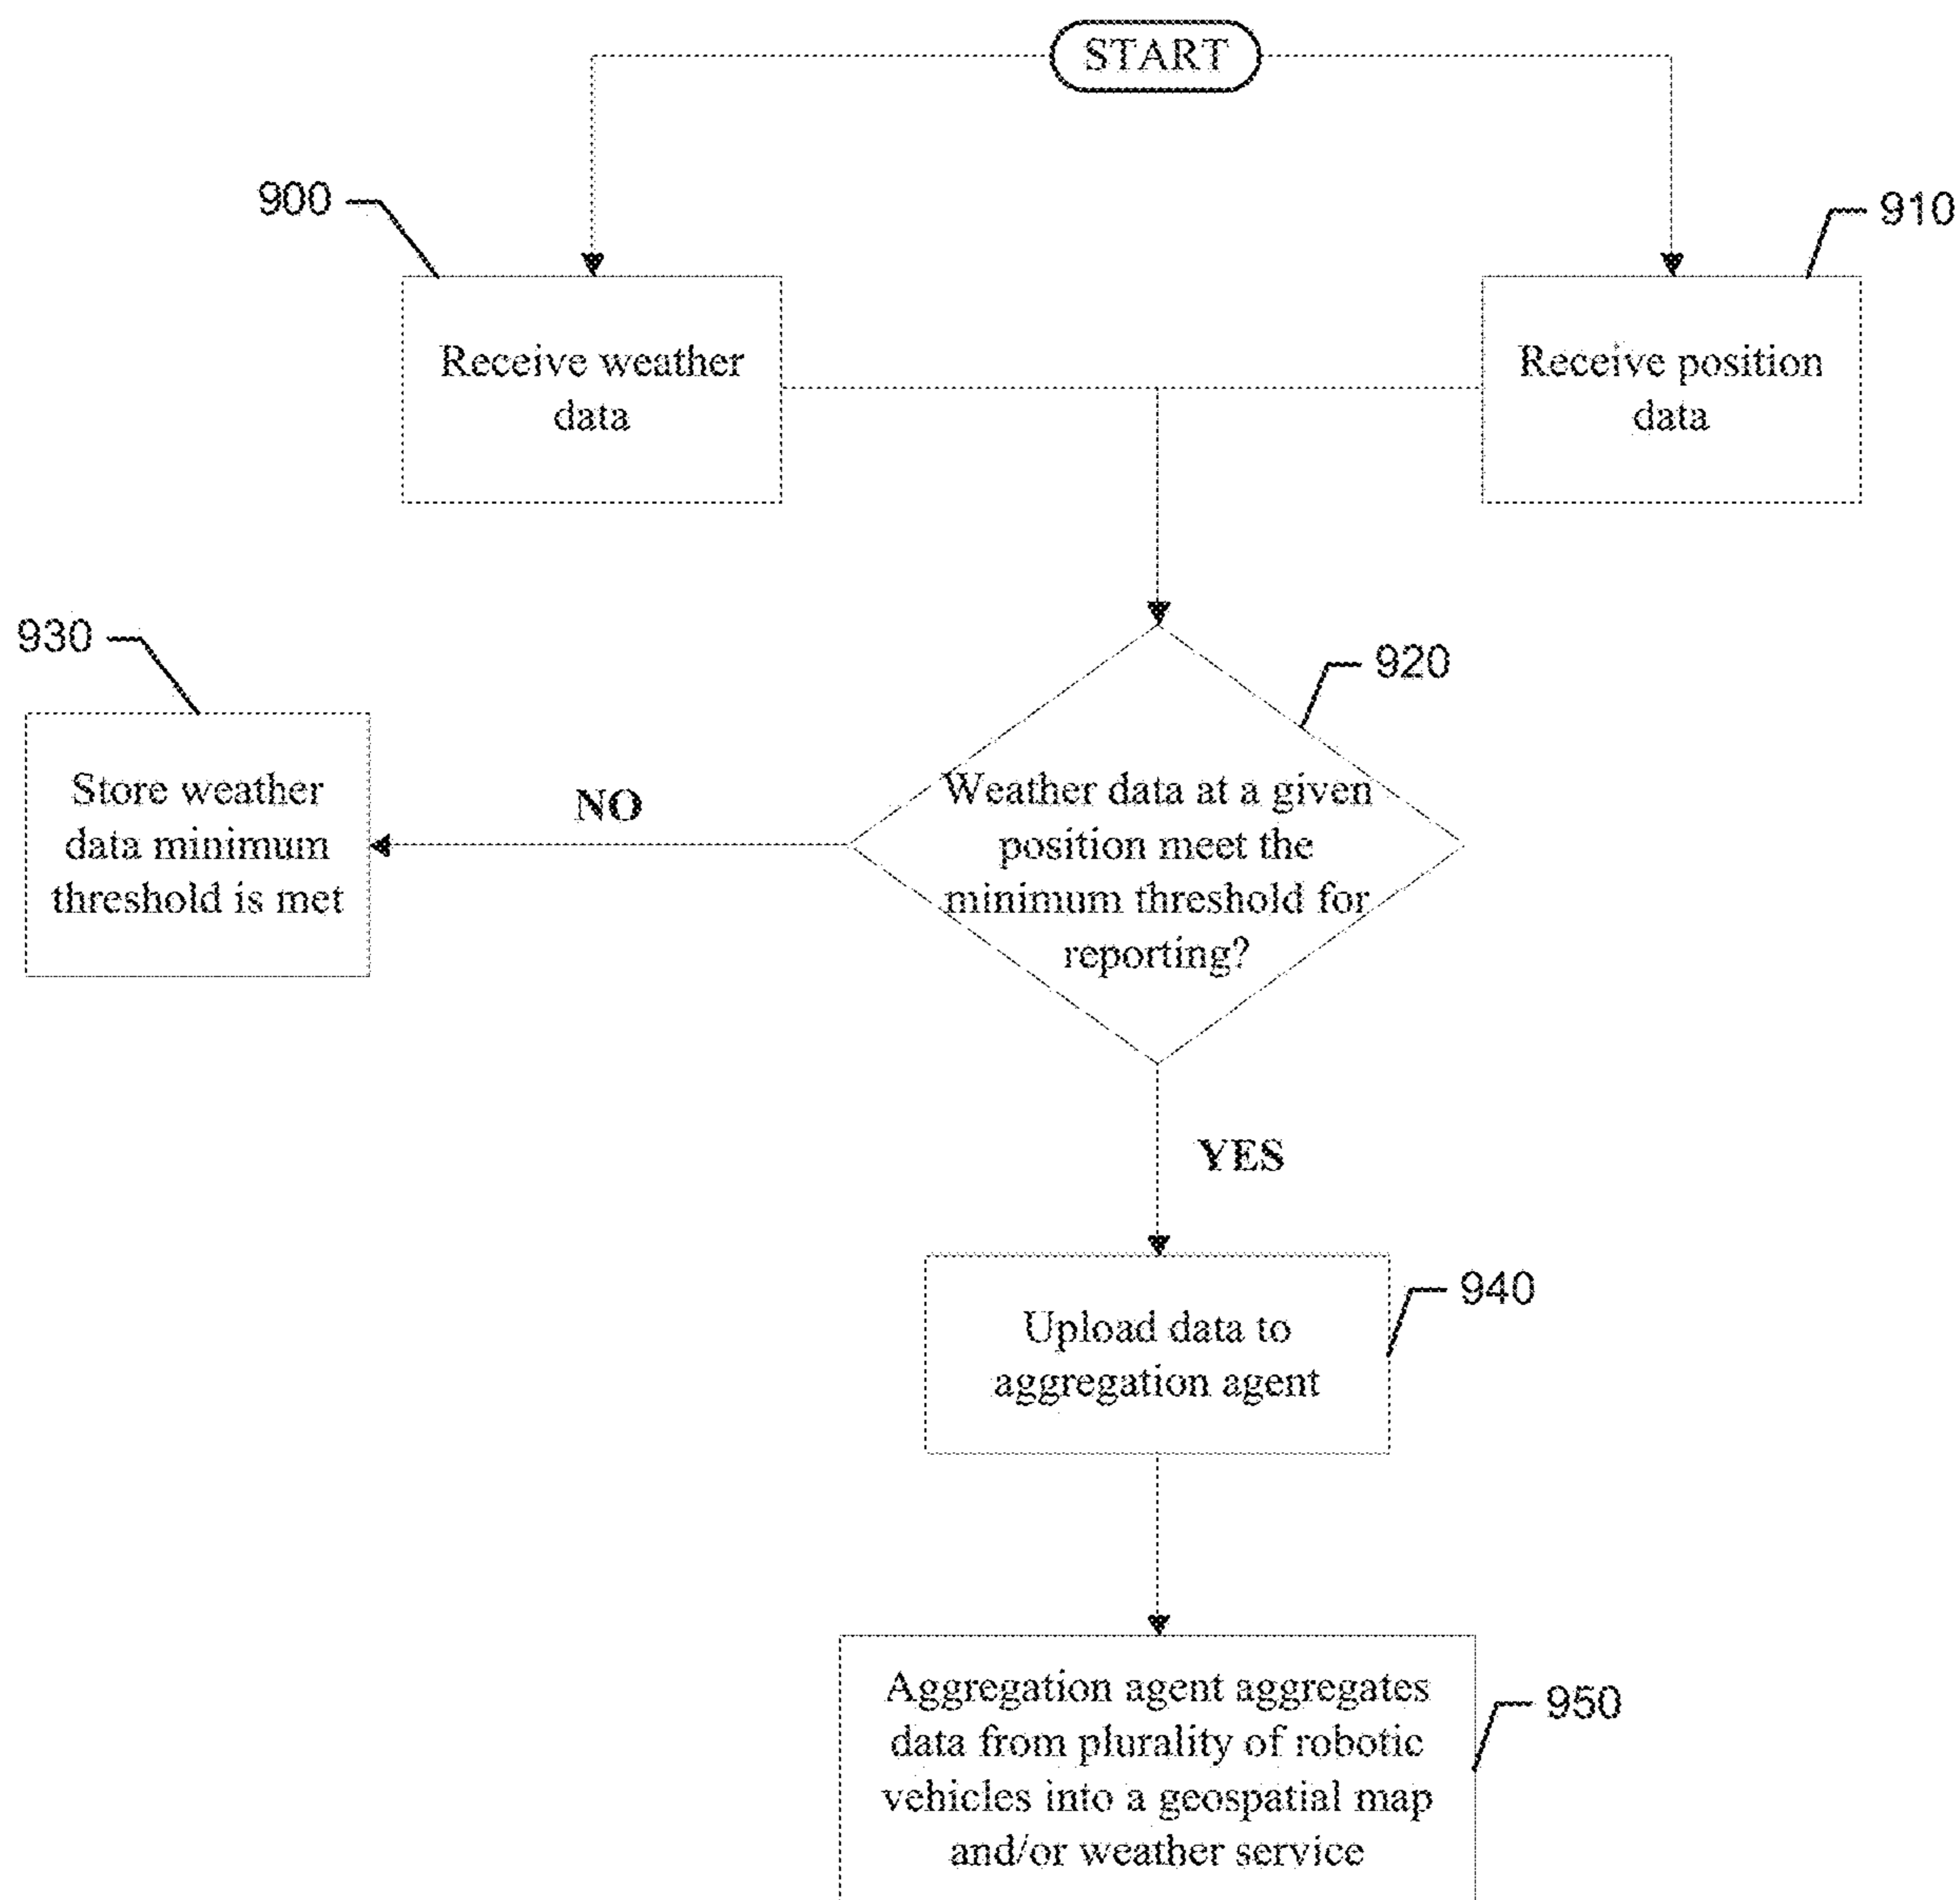 START
900
910
Receive weather
data
Receive position
data
930
920
Store weather
data minimum
threshold is met
NO
Weather data at a given
position meet the
minimum threshold for
reporting?
YES
940
Upload data to
aggregation agent
950
Aggregation agent aggregates
data from plurality of robotic
vehicles into a geospatial map
and/or weather service